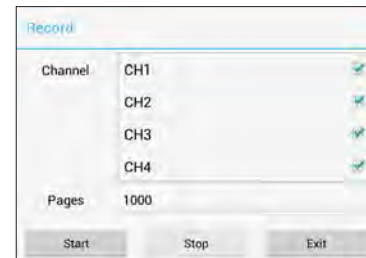 Record
Channel CH1
CH2
CH3
CH4
Pages 1000
Start Stop Exit